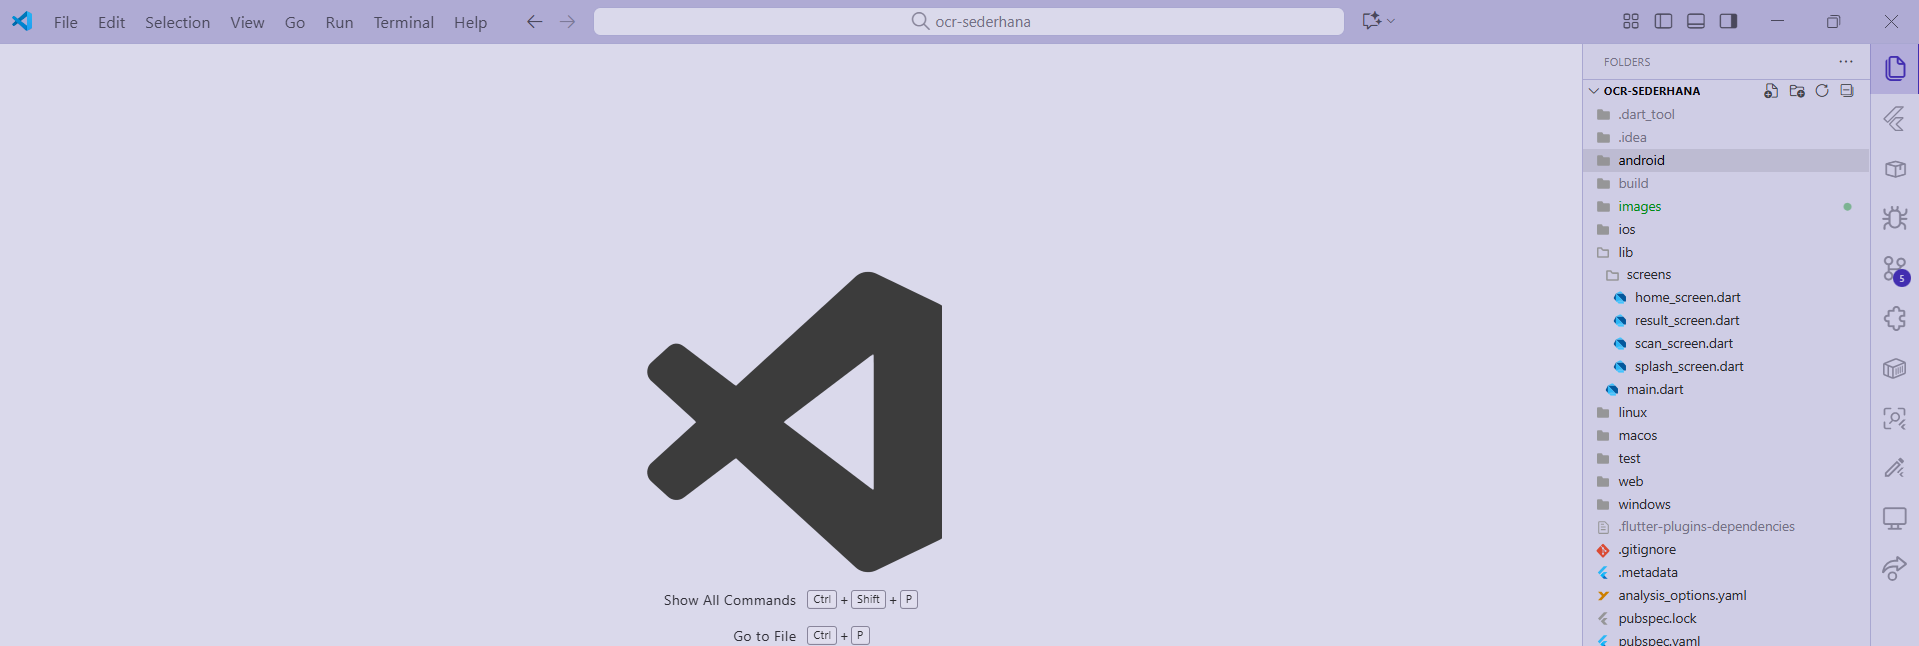 File Edit Selection View Go Run Terminal Help ocr-sederhana
FOLDERS
OCR-SEDERHANA
.dart_tool
.idea
android
build
images
ios
lib
screens
home_screen.dart
result_screen.dart
scan_screen.dart
splash_screen.dart
main.dart
linux
macos
test
web
windows
.flutter-plugins-dependencies
.gitignore
.metadata
analysis_options.yaml
pubspec.lock
pubspec.yaml
5
Show All Commands Ctrl + Shift + P
Go to File Ctrl + P